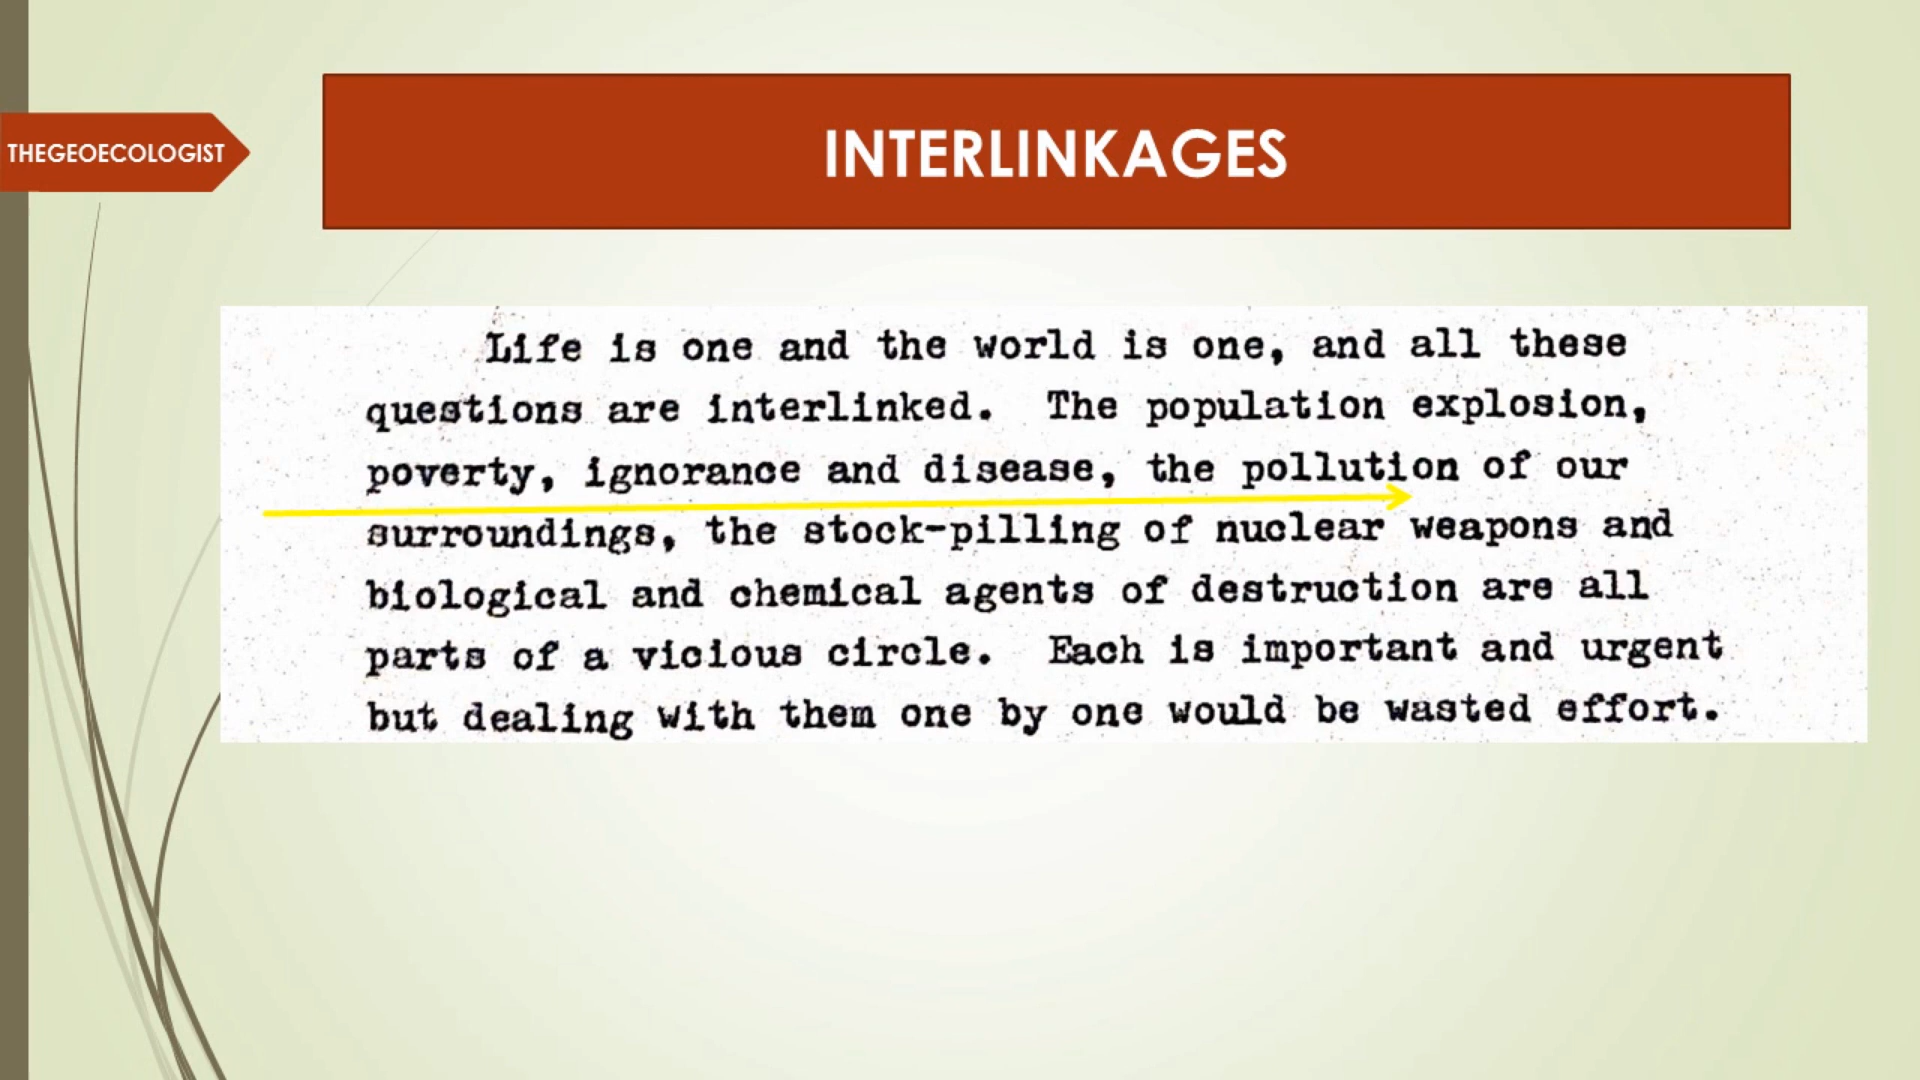 THEGEOECOLOGIST
INTERLINKAGES
Life is one and the world is one, and all these
questions are interlinked. The population explosion,
poverty, ignorance and disease, the pollution of our
surroundings, the stock-pilling of nuclear weapons and
biological and chemical agents of destruction are all
parts of a vicious circle. Each is important and urgent
but dealing with them one by one would be wasted effort.